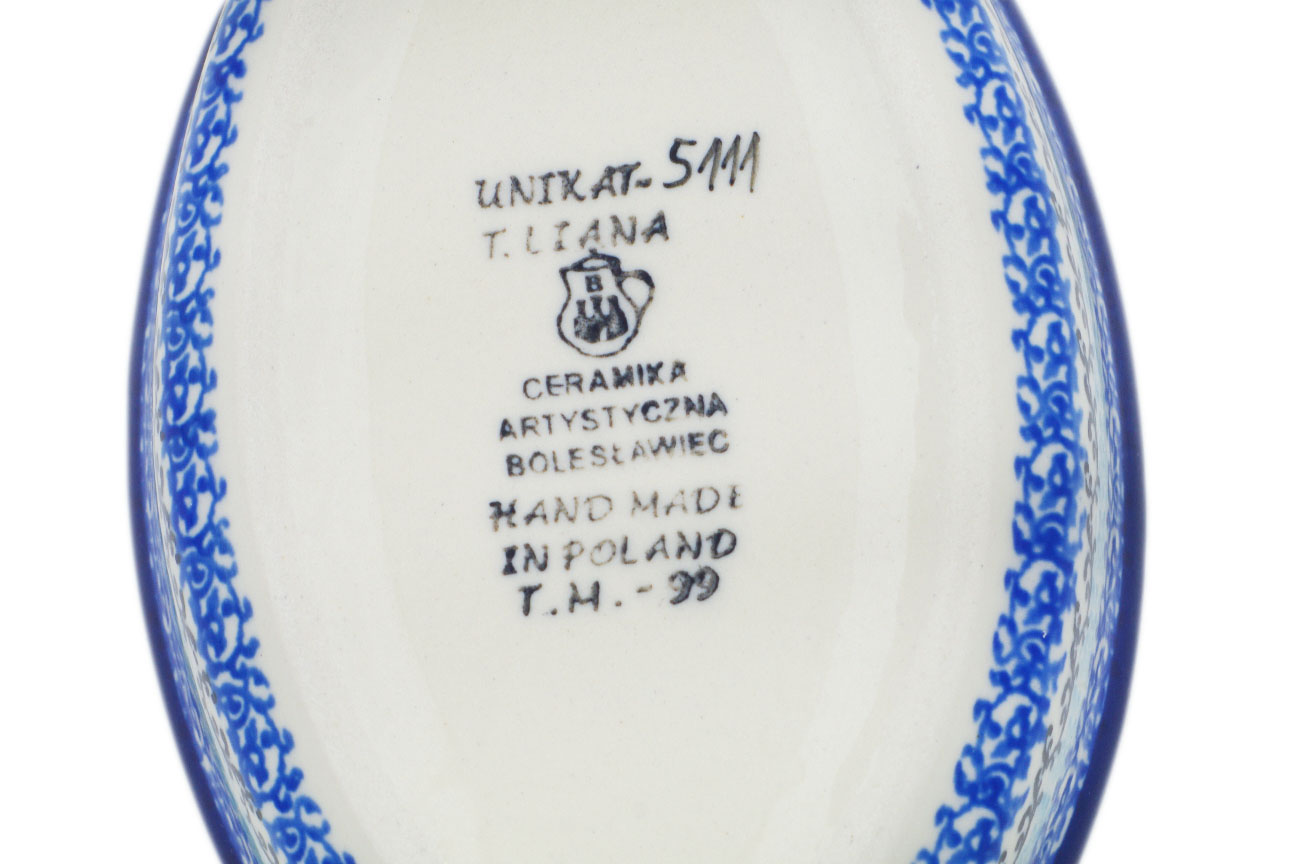 UNIKAT-5111
T. LIANA
B
CERAMIKA
ARTYSTYCZNA
BOLESŁAWIEC
HAND MADE
IN POLAND
T.M.-99